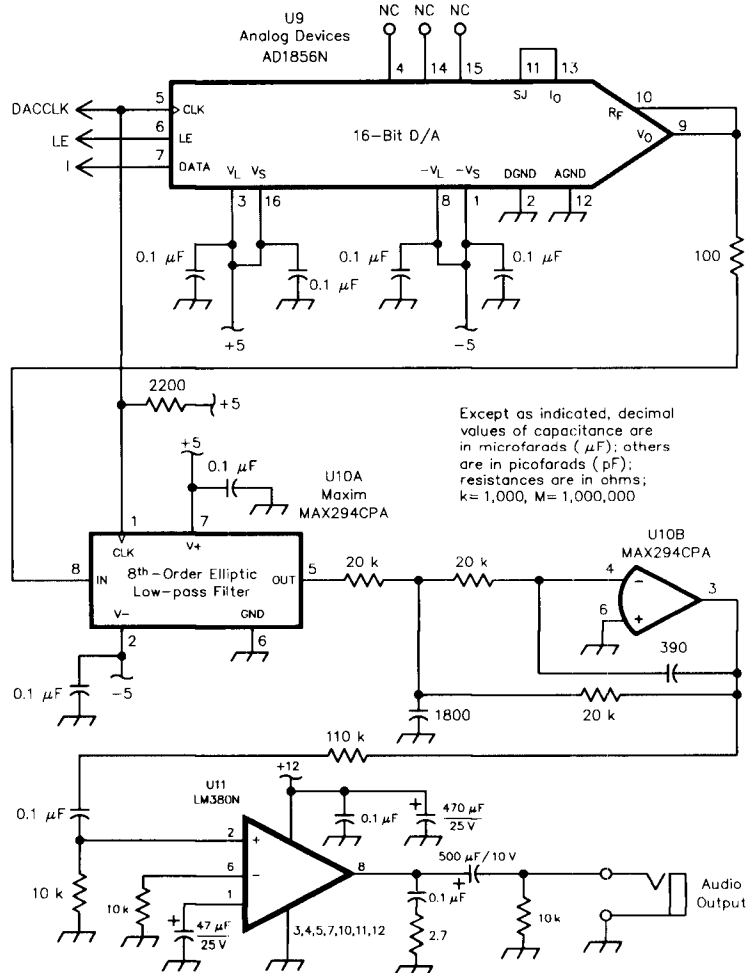 U9
Analog Devices
AD1856N
NC NC NC
4 14 15 11 13
SJ I₀
DACCLK 5 CLK
LE 6 LE
I 7 DATA
16-Bit D/A
R_F 10
V_O 9
V_L V_S -V_L -V_S DGND AGND
3 16 8 1 2 12
0.1 µF 0.1 µF 0.1 µF 0.1 µF
+5 -5
100
2200
+5
Except as indicated, decimal
values of capacitance are
in microfarads ( µF); others
are in picofarads ( pF);
resistances are in ohms;
k= 1,000, M= 1,000,000
+5
0.1 µF
U10A
Maxim
MAX294CPA
1 7
CLK V+
8 IN
8th-Order Elliptic
Low-pass Filter
OUT 5
V- GND
2 6
0.1 µF
-5
20 k 20 k
U10B
MAX294CPA
4 -
6 +
3
390
1800
20 k
110 k
0.1 µF
10 k
U11
LM380N
+12
0.1 µF
+ 470 µF
25 V
2 +
6 -
1
8
10k
+ 47 µF
25 V
3,4,5,7,10,11,12
500 µF/10 V
+
0.1 µF
2.7
10k
Audio
Output